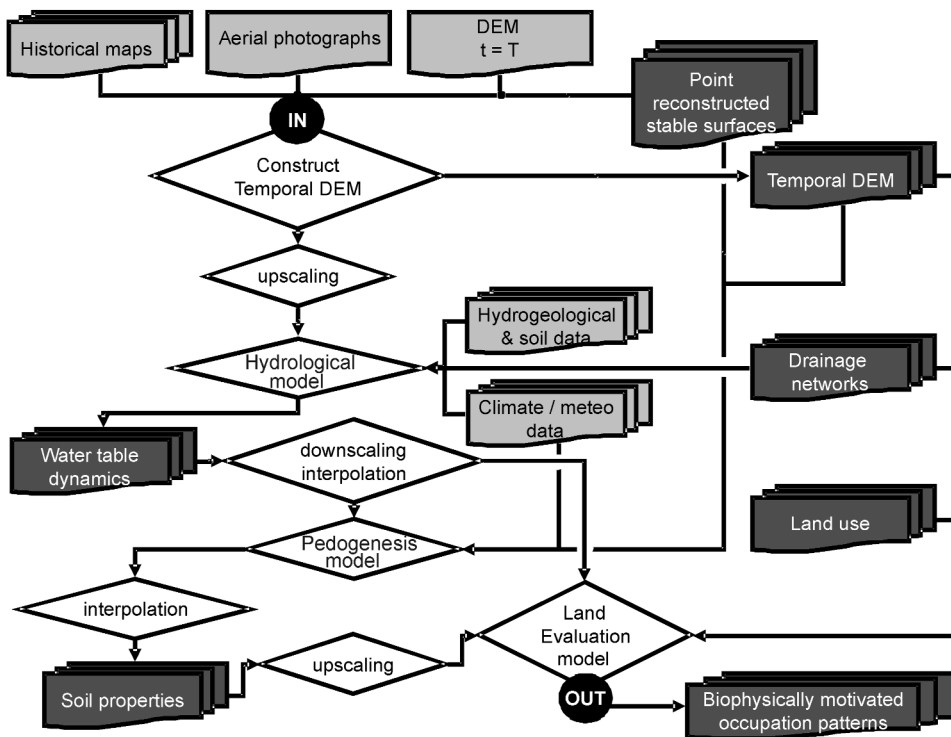 Historical maps
Aerial photographs
DEM
t = T
Point
reconstructed
stable surfaces
IN
Construct
Temporal DEM
Temporal DEM
upscaling
Hydrogeological
& soil data
Hydrological
model
Drainage
networks
Climate / meteo
data
Water table
dynamics
downscaling
interpolation
Land use
Pedogenesis
model
interpolation
Land
Evaluation
model
upscaling
Soil properties
OUT
Biophysically motivated
occupation patterns